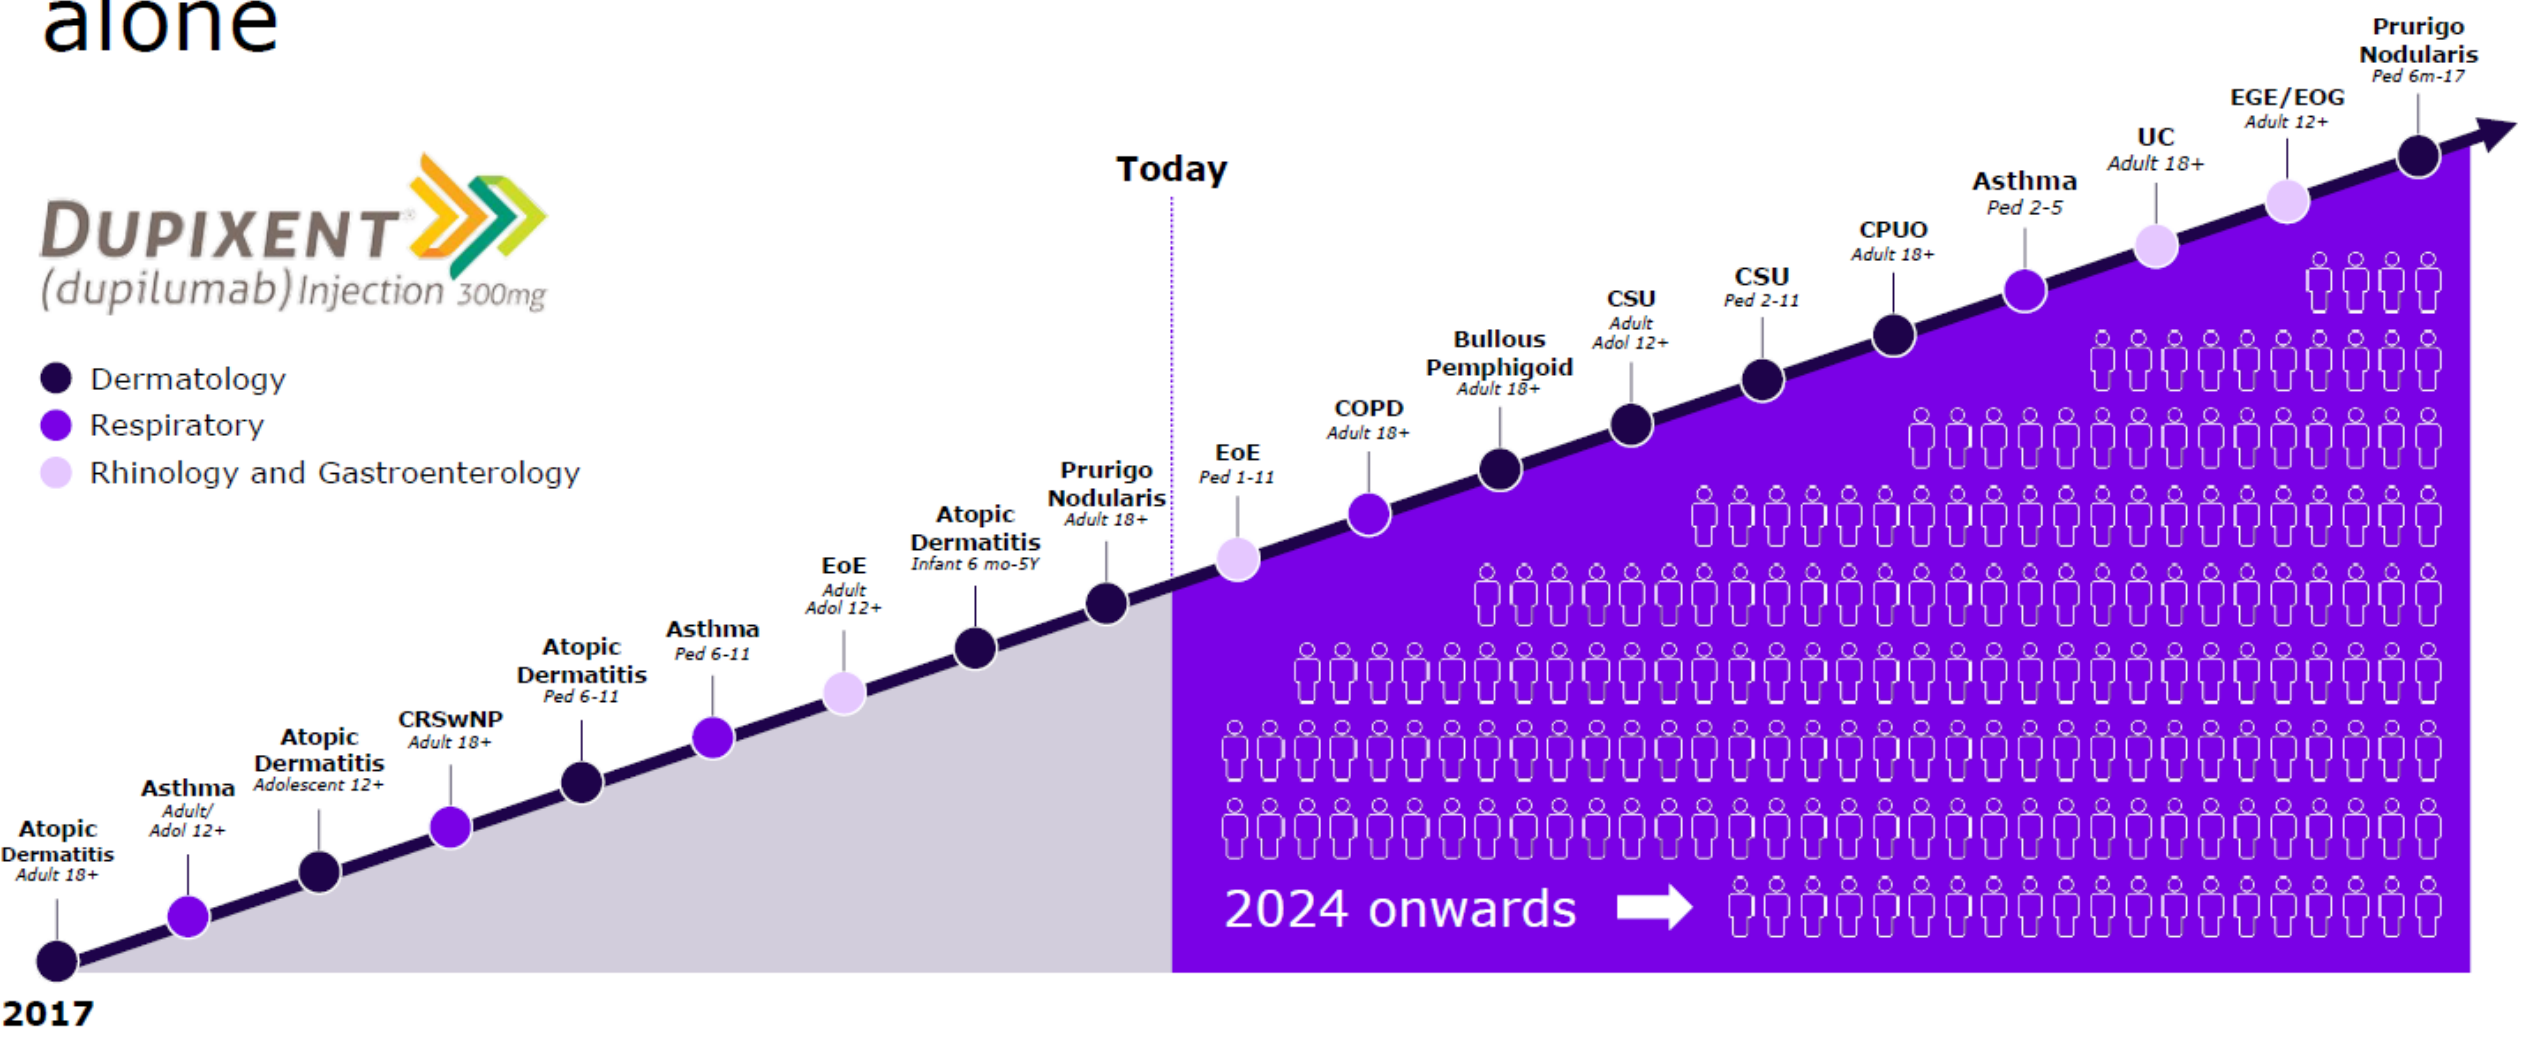 alone
DUPIXENT®
(dupilumab) Injection 300mg
Dermatology
Respiratory
Rhinology and Gastroenterology
Today
Atopic
Dermatitis
Adult 18+
Asthma
Adult/
Adol 12+
Atopic
Dermatitis
Adolescent 12+
CRSwNP
Adult 18+
Atopic
Dermatitis
Ped 6-11
Asthma
Ped 6-11
EoE
Adult
Adol 12+
Atopic
Dermatitis
Infant 6 mo-5Y
Prurigo
Nodularis
Adult 18+
EoE
Ped 1-11
COPD
Adult 18+
Bullous
Pemphigoid
Adult 18+
CSU
Adult
Adol 12+
CSU
Ped 2-11
CPUO
Adult 18+
Asthma
Ped 2-5
UC
Adult 18+
EGE/EOG
Adult 12+
Prurigo
Nodularis
Ped 6m-17
2024 onwards
2017